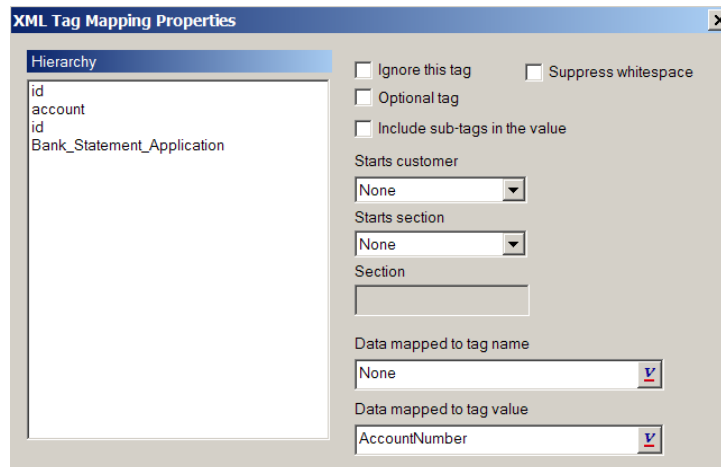 XML Tag Mapping Properties
Hierarchy
id
account
id
Bank_Statement_Application
Ignore this tag
Suppress whitespace
Optional tag
Include sub-tags in the value
Starts customer
None
Starts section
None
Section
Data mapped to tag name
None
Data mapped to tag value
AccountNumber